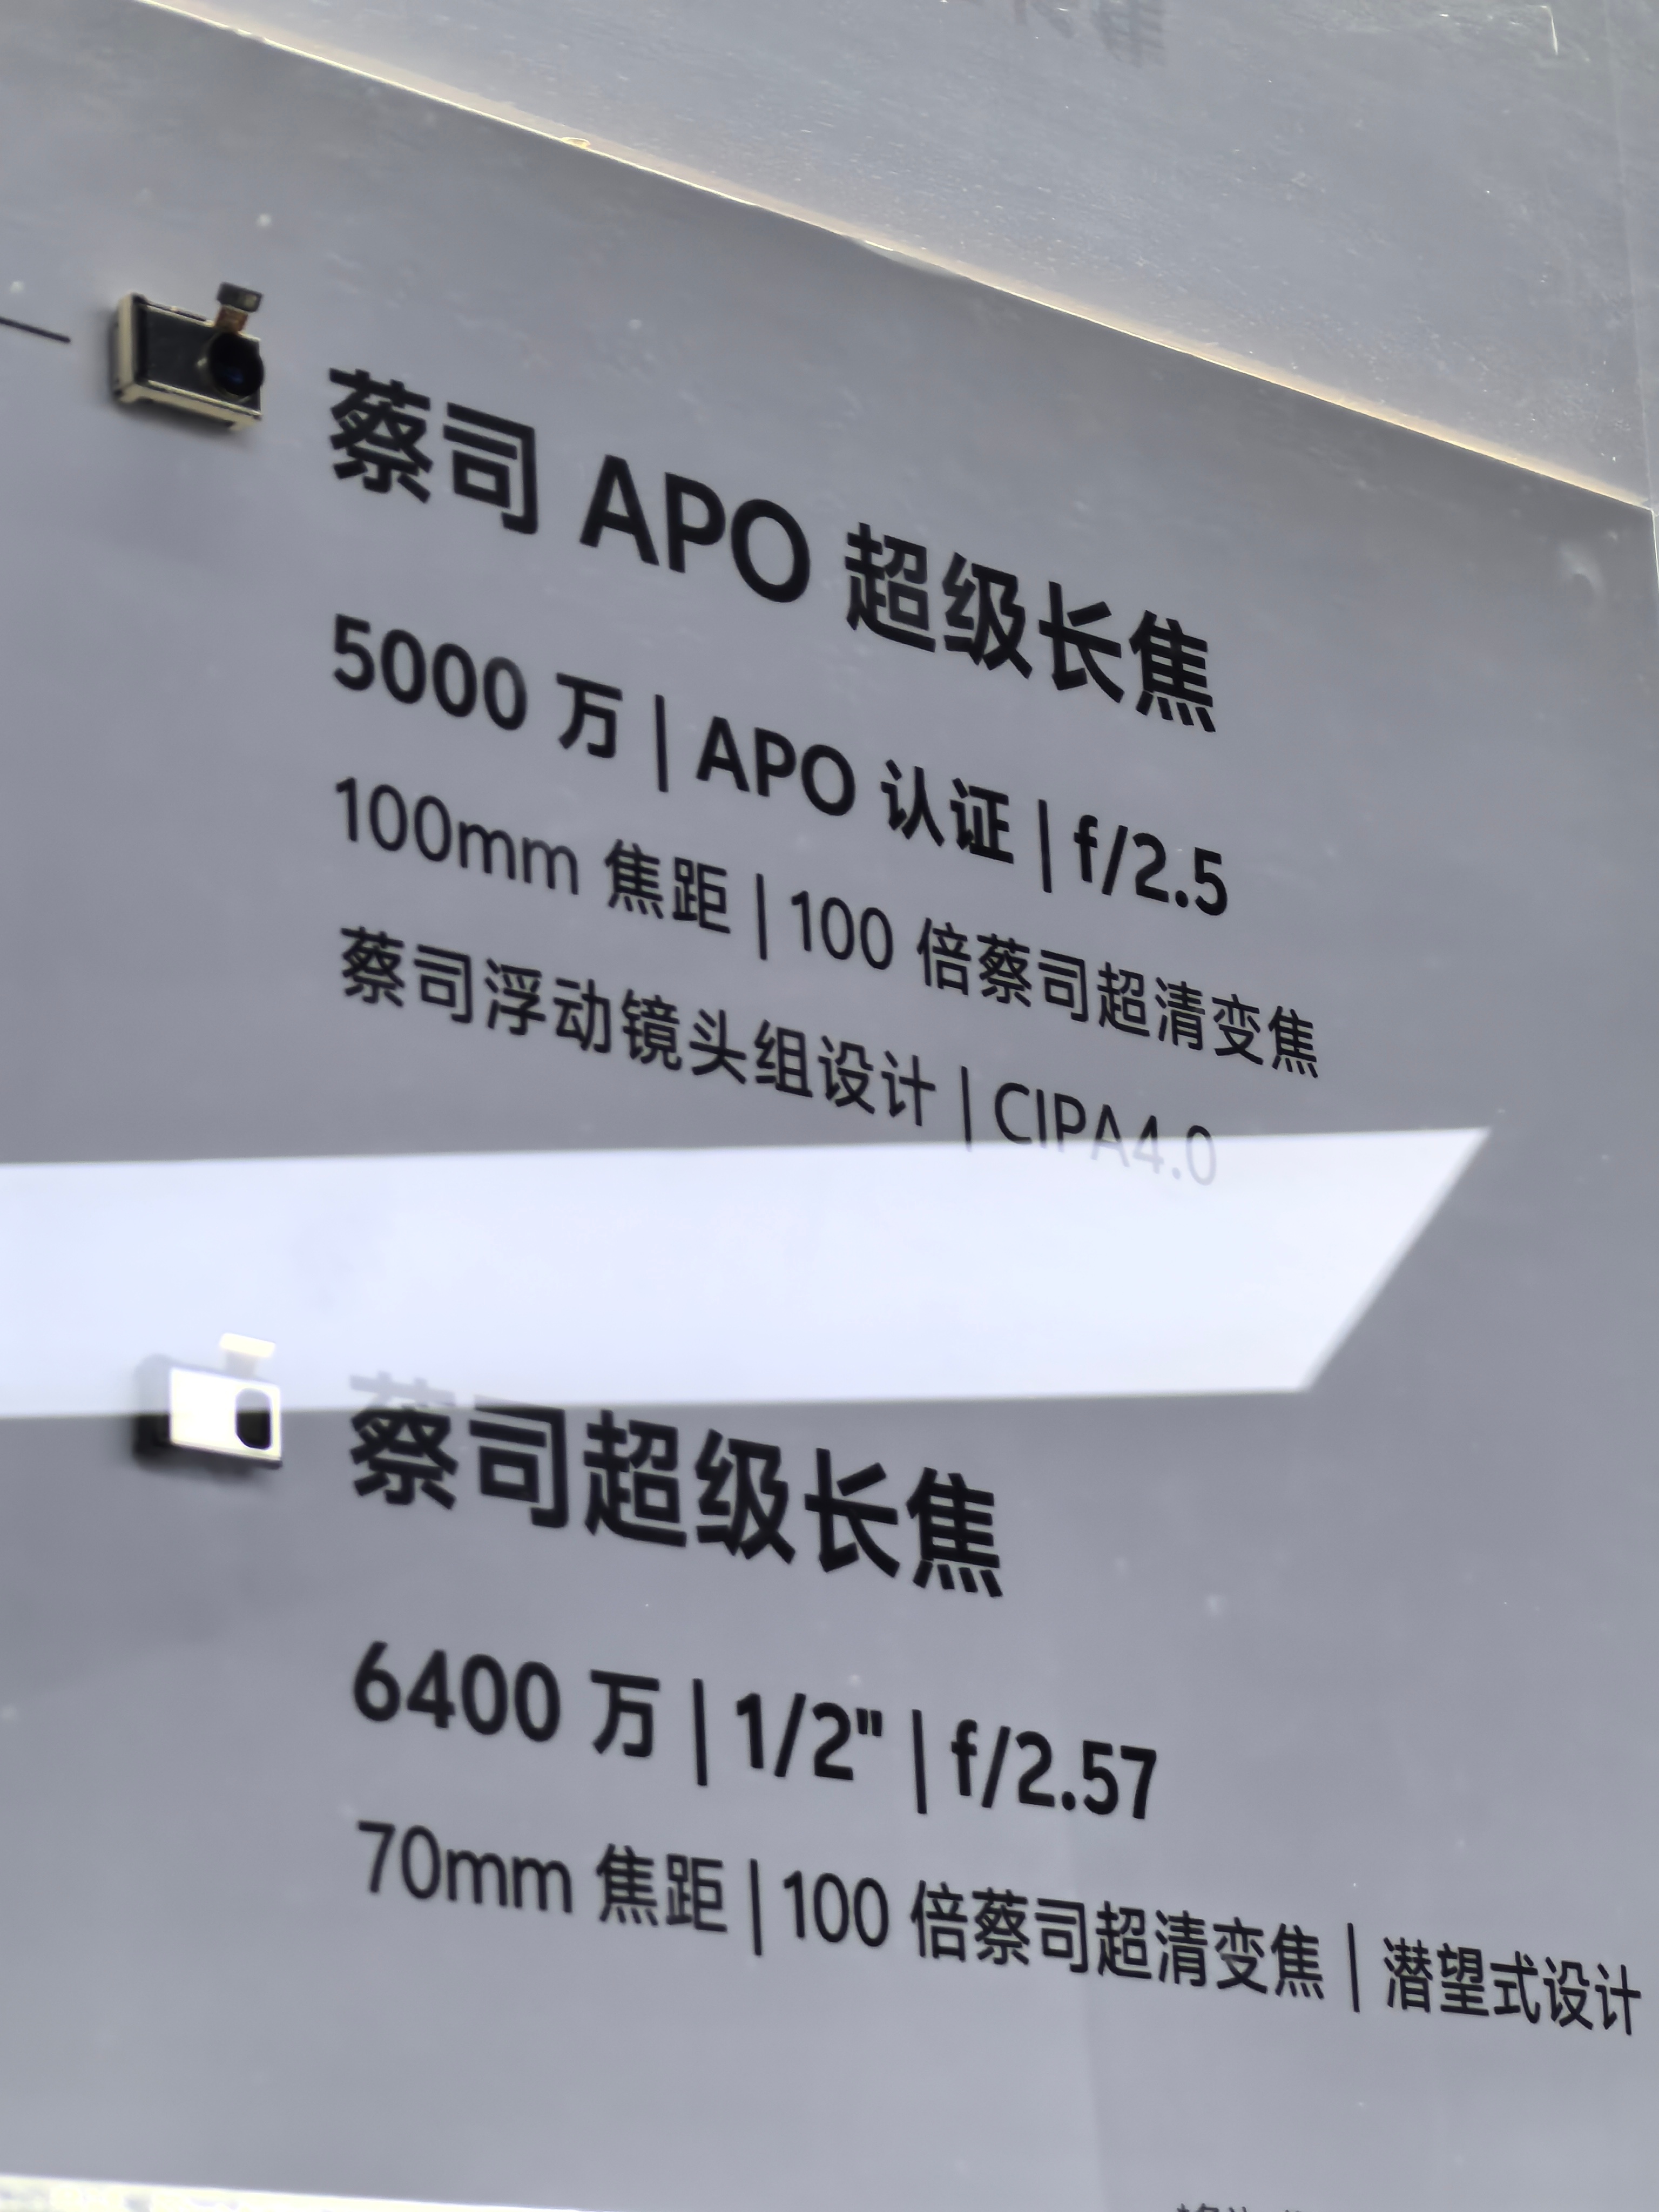 蔡司 APO 超级长焦
5000 万 | APO 认证 | f/2.5
100mm 焦距 | 100 倍蔡司超清变焦
蔡司浮动镜头组设计 | CIPA4.0
蔡司超级长焦
6400 万 | 1/2" | f/2.57
70mm 焦距 | 100 倍蔡司超清变焦 | 潜望式设计